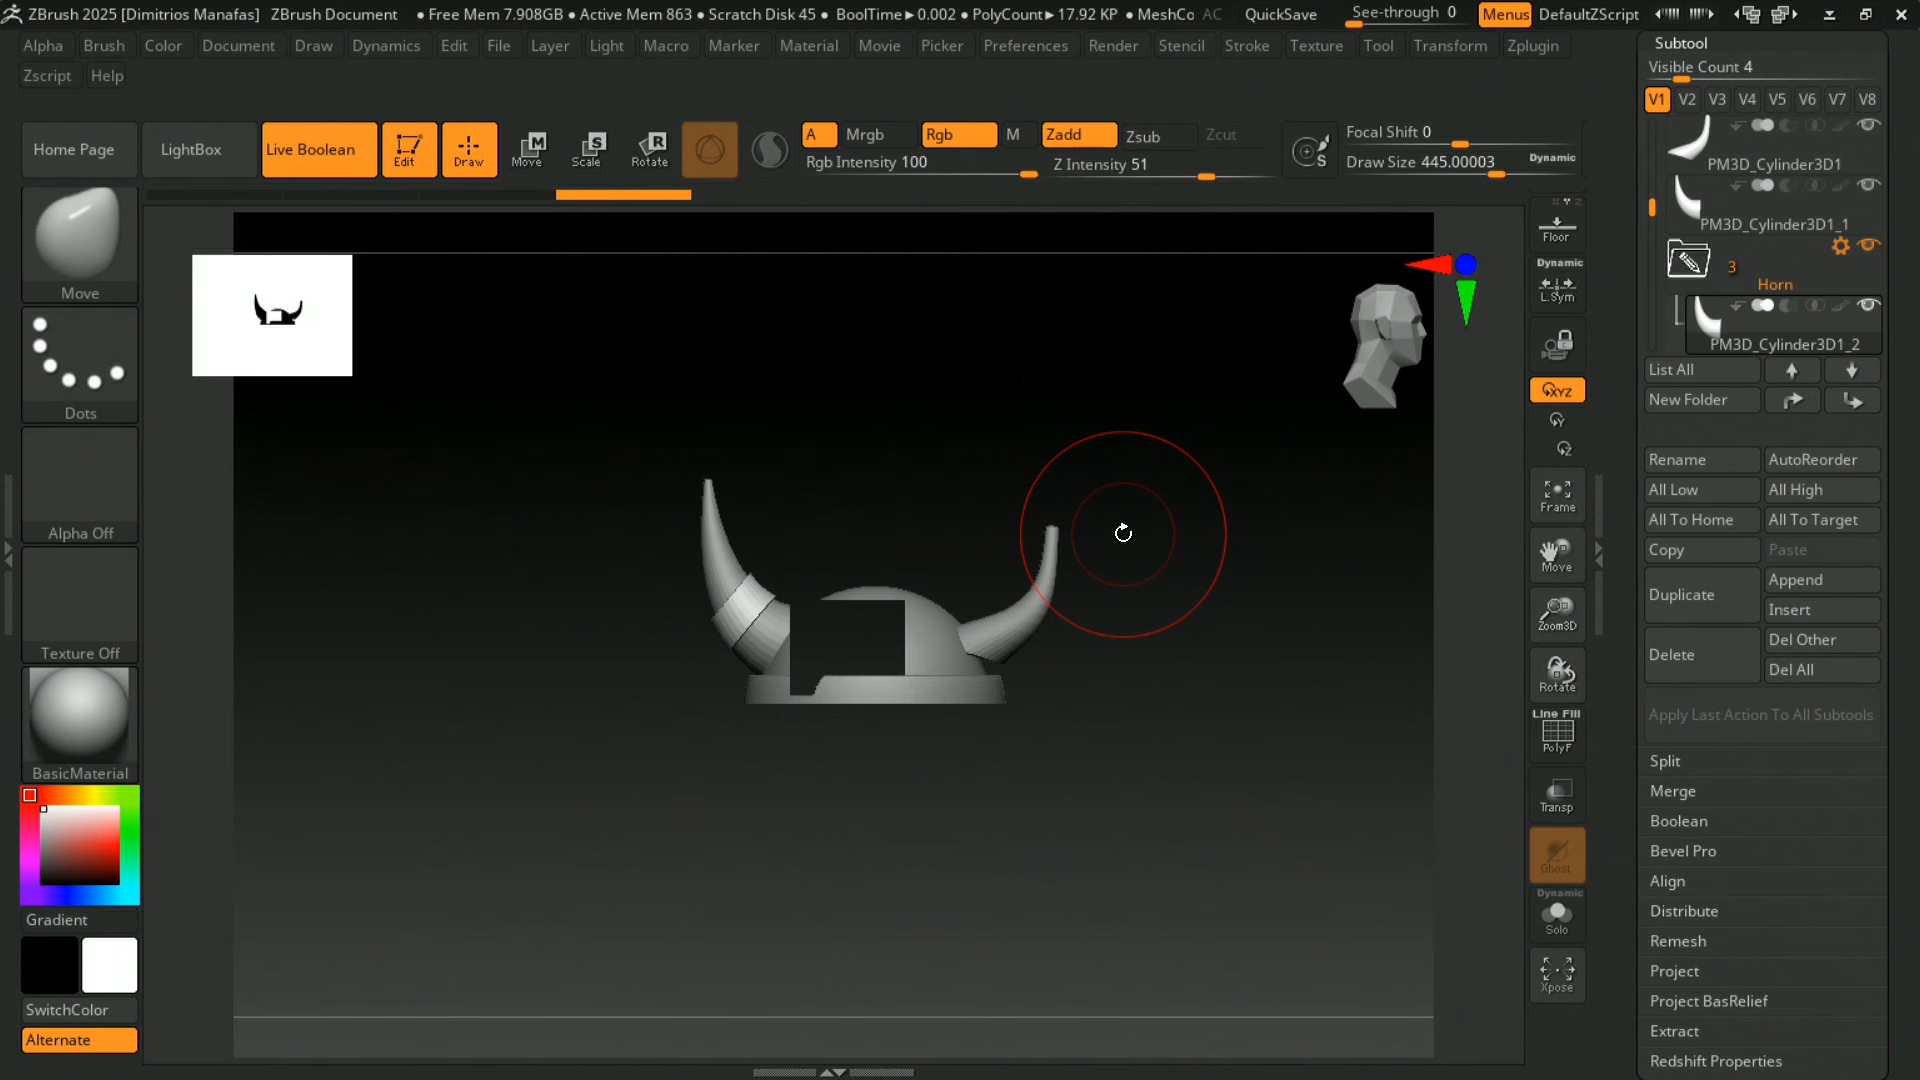 ZBrush 2025 [Dimitrios Manafas] ZBrush Document • Free Mem 7.908GB • Active Mem 863 • Scratch Disk 45 • BoolTime►0.002 • PolyCount►17.92 KP • MeshCo AC QuickSave See-through 0 Menus DefaultZScript
Alpha Brush Color Document Draw Dynamics Edit File Layer Light Macro Marker Material Movie Picker Preferences Render Stencil Stroke Texture Tool Transform Zplugin
Zscript Help
Home Page LightBox Live Boolean Edit Draw Move Scale Rotate
A Mrgb Rgb M Zadd Zsub Zcut
Rgb Intensity 100 Z Intensity 51
Focal Shift 0
Draw Size 445.00003 Dynamic
Move
Dots
Alpha Off
Texture Off
BasicMaterial
Gradient
SwitchColor
Alternate
Floor
Dynamic
L.Sym
XYZ
Y
Z
Frame
Move
Zoom3D
Rotate
Line Fill
PolyF
Transp
Ghost
Dynamic
Solo
Xpose
Subtool
Visible Count 4
V1 V2 V3 V4 V5 V6 V7 V8
PM3D_Cylinder3D1
PM3D_Cylinder3D1_1
3
Horn
PM3D_Cylinder3D1_2
List All
New Folder
Rename AutoReorder
All Low All High
All To Home All To Target
Copy Paste
Duplicate Append
Insert
Delete Del Other
Del All
Apply Last Action To All Subtools
Split
Merge
Boolean
Bevel Pro
Align
Distribute
Remesh
Project
Project BasRelief
Extract
Redshift Properties